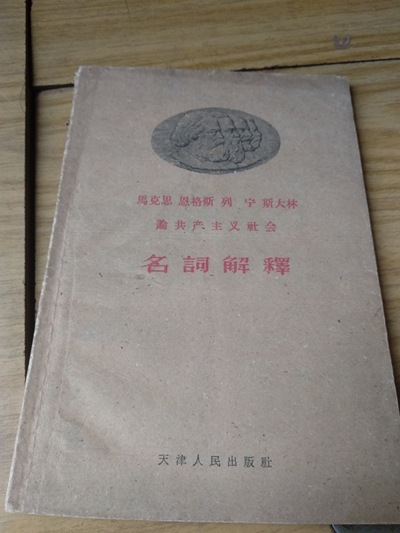 馬克思 恩格斯 列 宁 斯大林
論共产主义社会
名詞解釋
天津人民出版社